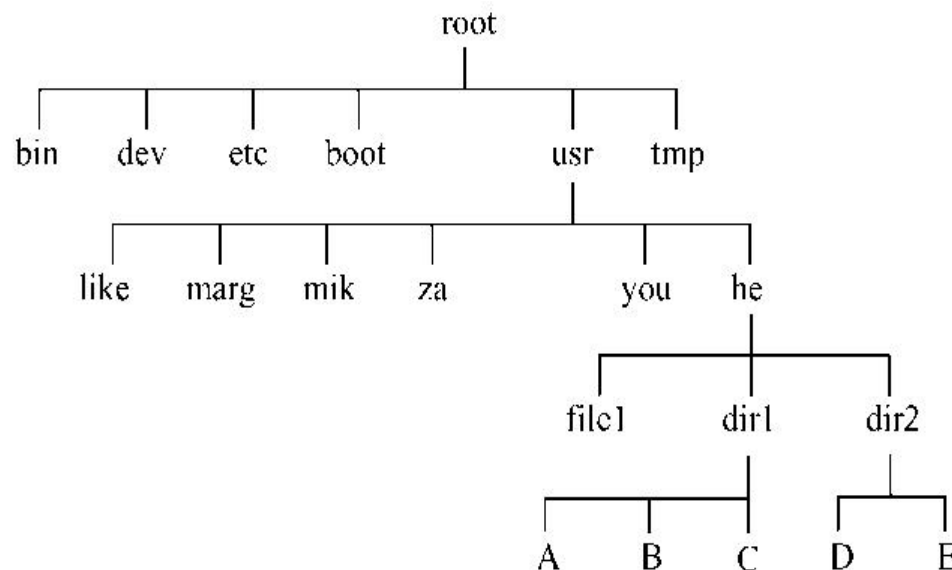 root
bin dev etc boot usr tmp
like marg mik za you he
file1 dir1 dir2
A B C D E